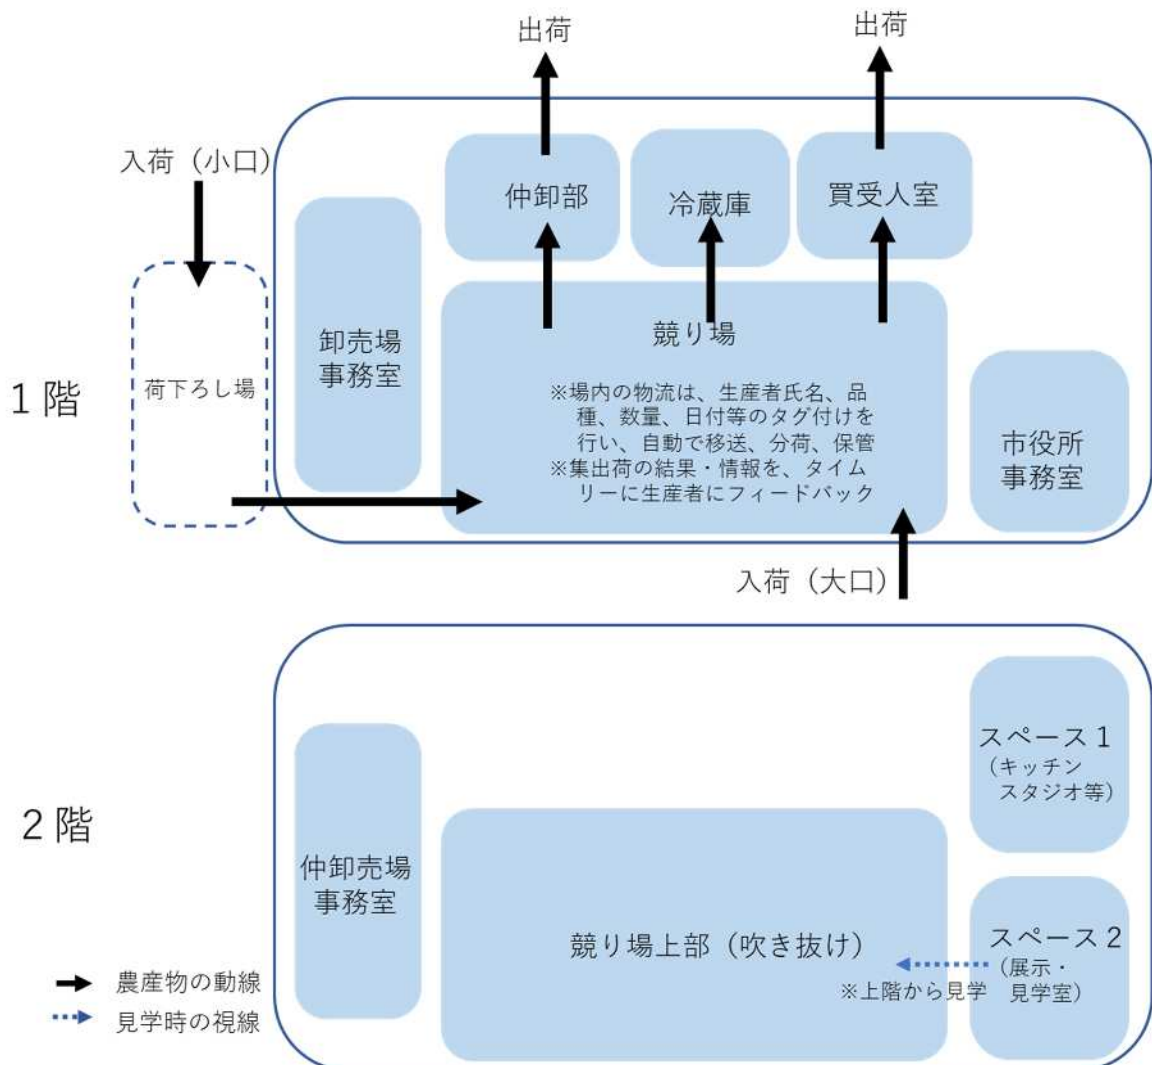 出荷
出荷
入荷（小口）
仲卸部
冷蔵庫
買受人室
1階
荷下ろし場
卸売場
事務室
競り場
※場内の物流は、生産者氏名、品
種、数量、日付等のタグ付けを
行い、自動で移送、分荷、保管
※集出荷の結果・情報を、タイム
リーに生産者にフィードバック
市役所
事務室
入荷（大口）
2階
仲卸売場
事務室
競り場上部（吹き抜け）
※上階から見学
スペース1
（キッチン
スタジオ等）
スペース2
（展示・
見学室）
農産物の動線
見学時の視線